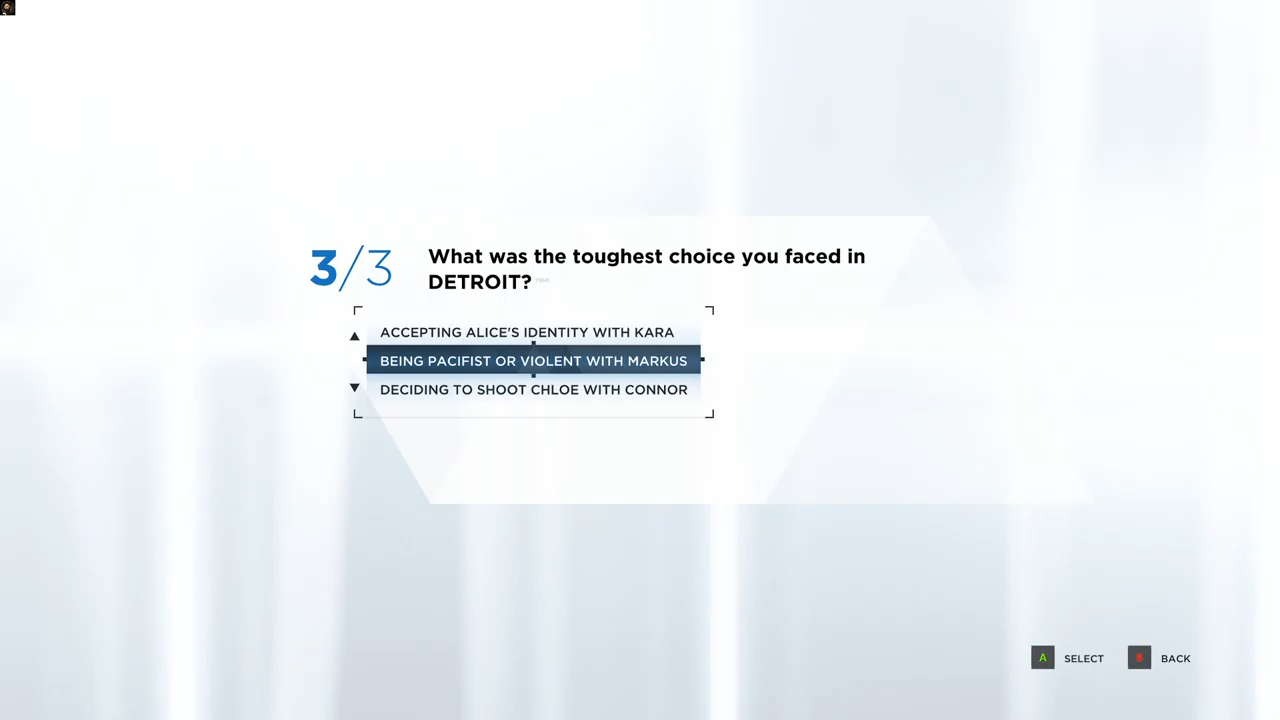 3/3
What was the toughest choice you faced in
DETROIT?
ACCEPTING ALICE'S IDENTITY WITH KARA
BEING PACIFIST OR VIOLENT WITH MARKUS
DECIDING TO SHOOT CHLOE WITH CONNOR
A SELECT B BACK